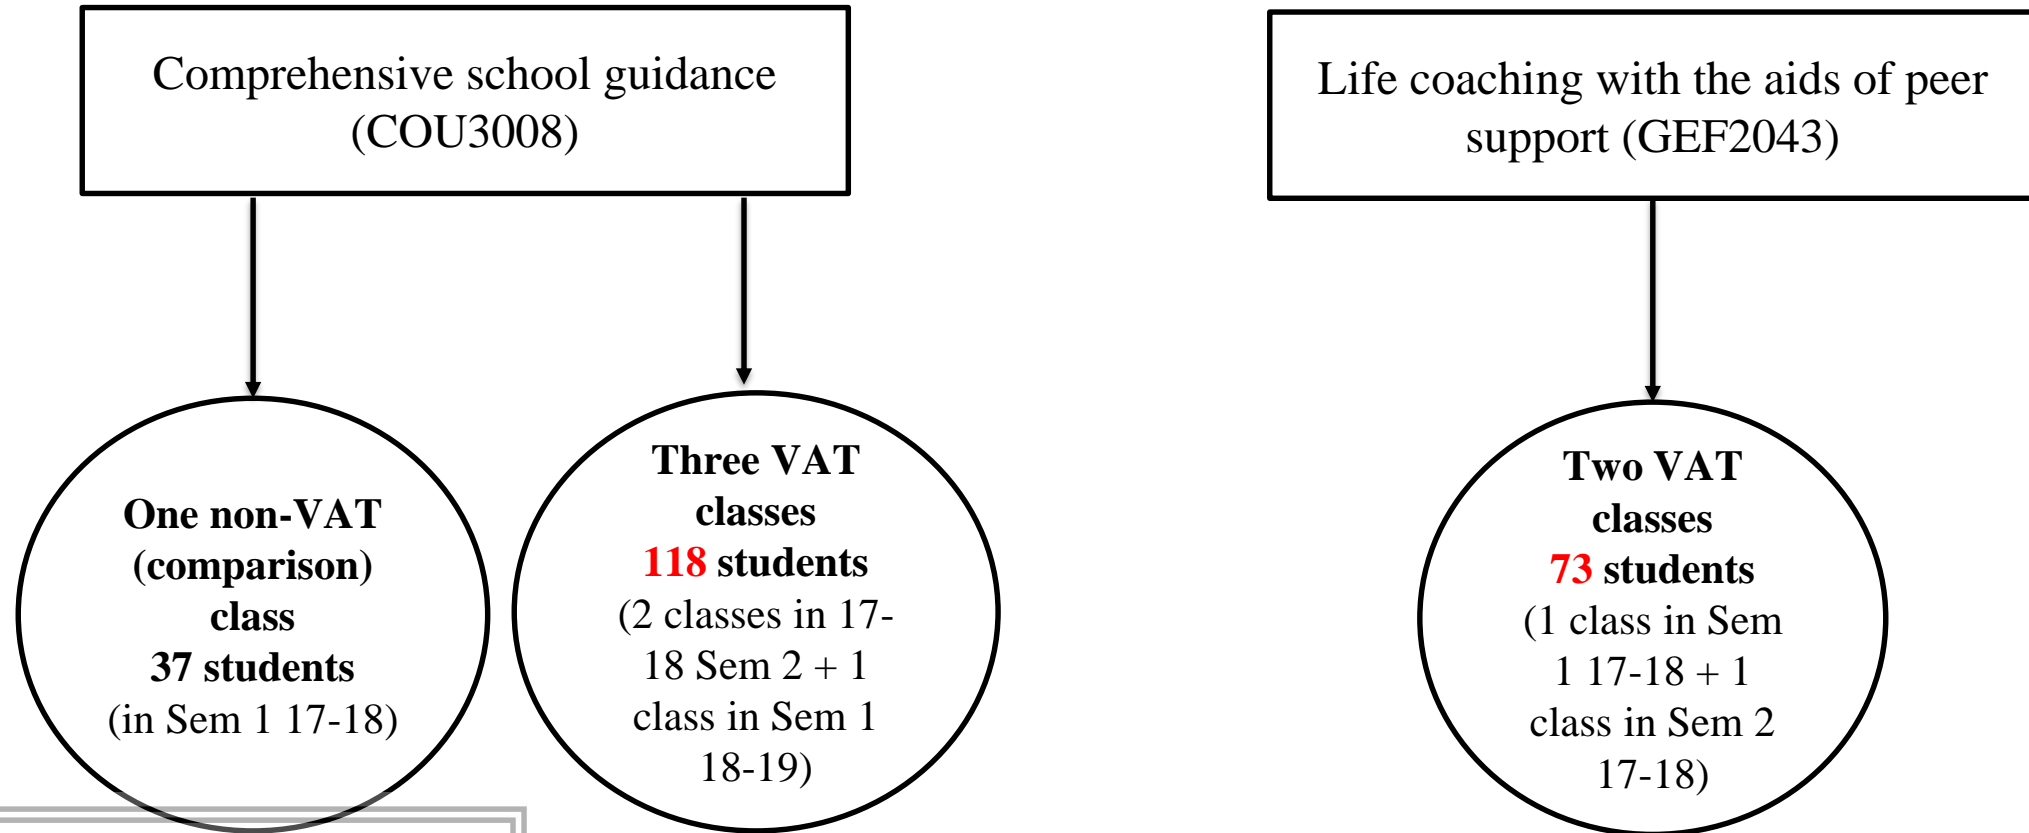 Comprehensive school guidance
(COU3008)
Life coaching with the aids of peer
support (GEF2043)
One non-VAT
(comparison)
class
37 students
(in Sem 1 17-18)
Three VAT
classes
118 students
(2 classes in 17-
18 Sem 2 + 1
class in Sem 1
18-19)
Two VAT
classes
73 students
(1 class in Sem
1 17-18 + 1
class in Sem 2
17-18)